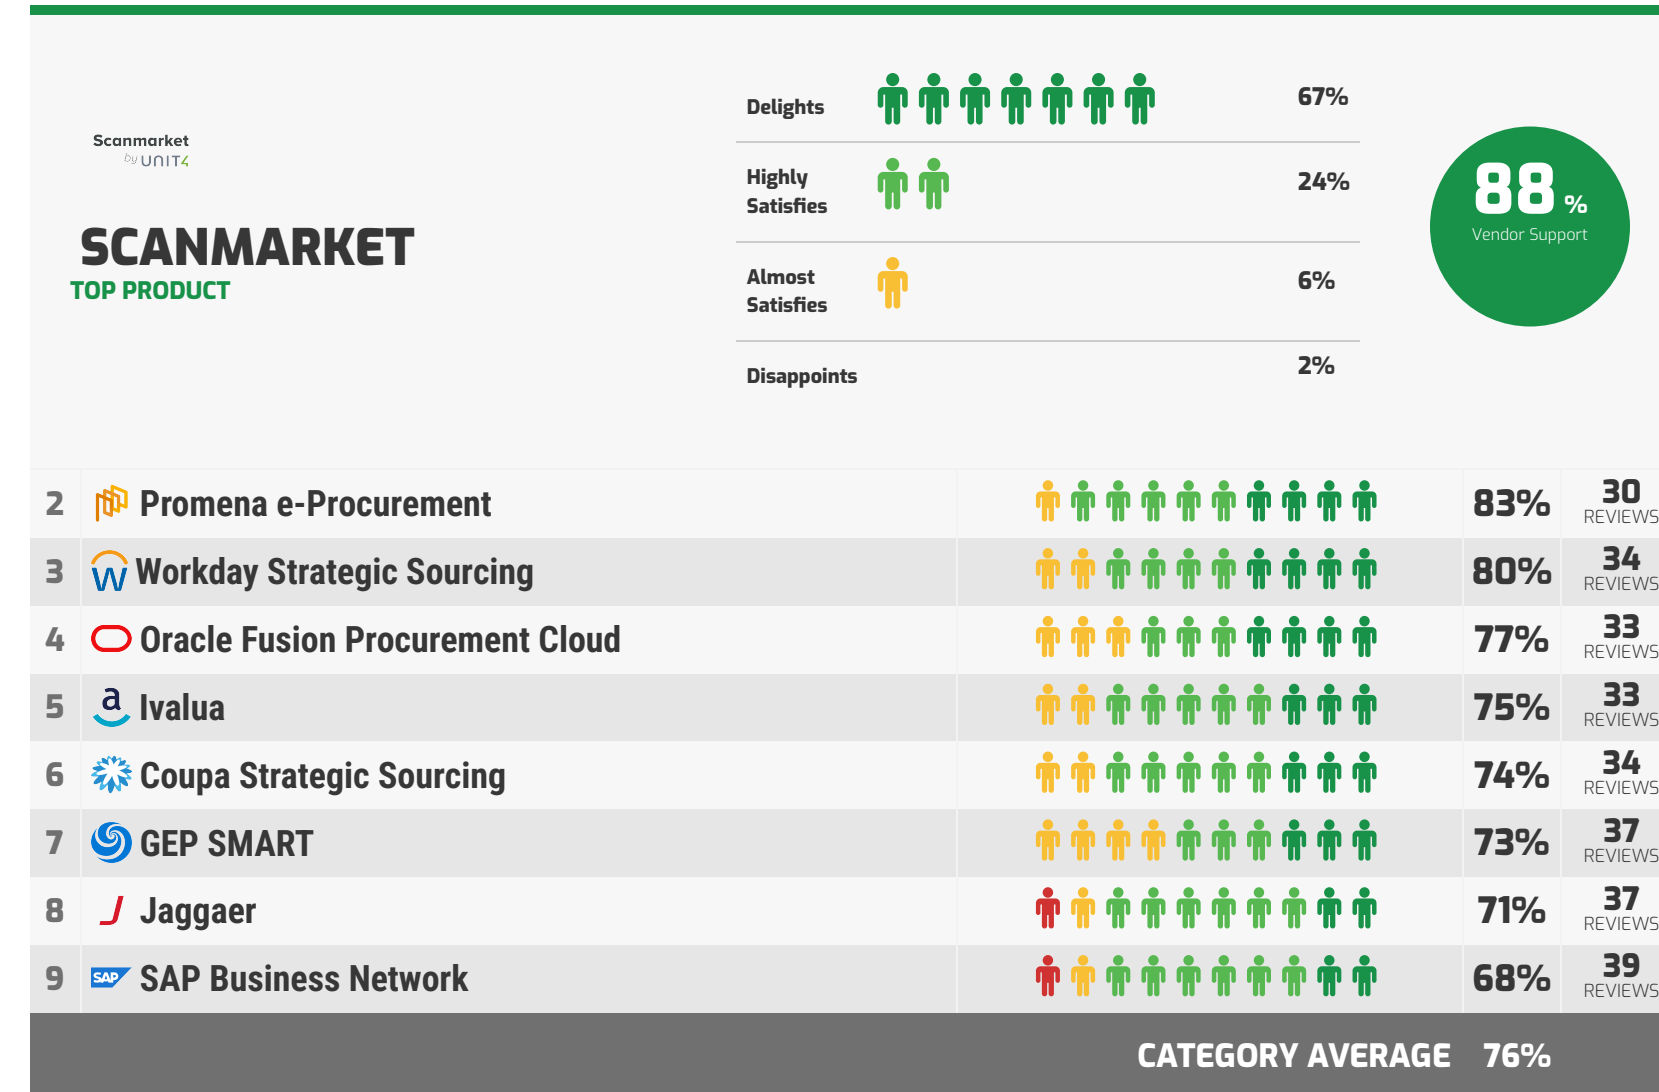 Scanmarket
by UNIT4
SCANMARKET
TOP PRODUCT
Delights 67%
Highly
Satisfies
24%
Almost
Satisfies
6%
Disappoints 2%
88 %
Vendor Support
2 Promena e-Procurement 83% 30
REVIEWS
3 Workday Strategic Sourcing 80% 34
REVIEWS
4 Oracle Fusion Procurement Cloud 77% 33
REVIEWS
5 Ivalua 75% 33
REVIEWS
6 Coupa Strategic Sourcing 74% 34
REVIEWS
7 GEP SMART 73% 37
REVIEWS
8 Jaggaer 71% 37
REVIEWS
9 SAP SAP Business Network 68% 39
REVIEWS
CATEGORY AVERAGE 76%